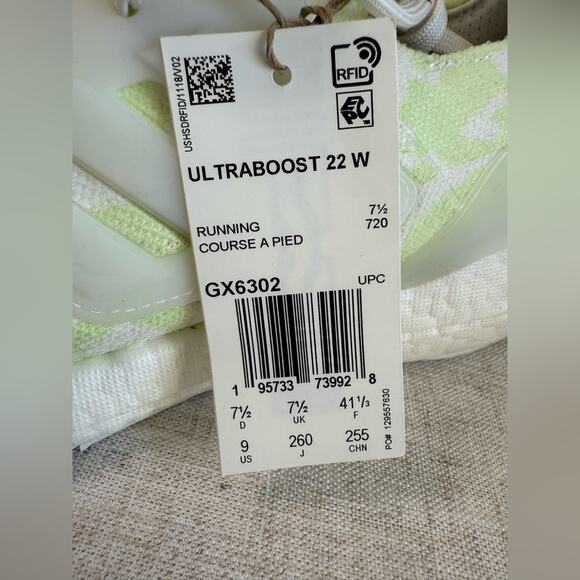 USHSDRFID/1118/V02
RFID
EPC
ULTRABOOST 22 W
RUNNING 7½
COURSE A PIED 720
GX6302 UPC
1 95733 73992 8
7½ 7½ 41⅓
D UK F
9 260 255
US J CHN
PO# 129557630